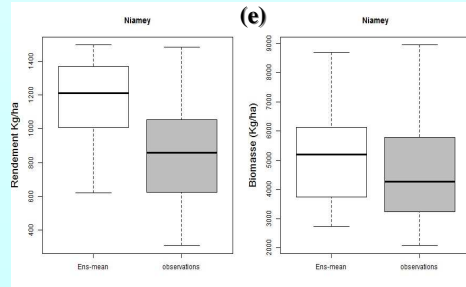 (e)
Niamey
Rendement Kg/ha
1400
1200
1000
800
600
400
Ens-mean
observations
Niamey
Biomasse (Kg/ha)
9000
8000
7000
6000
5000
4000
3000
2000
Ens-mean
observations